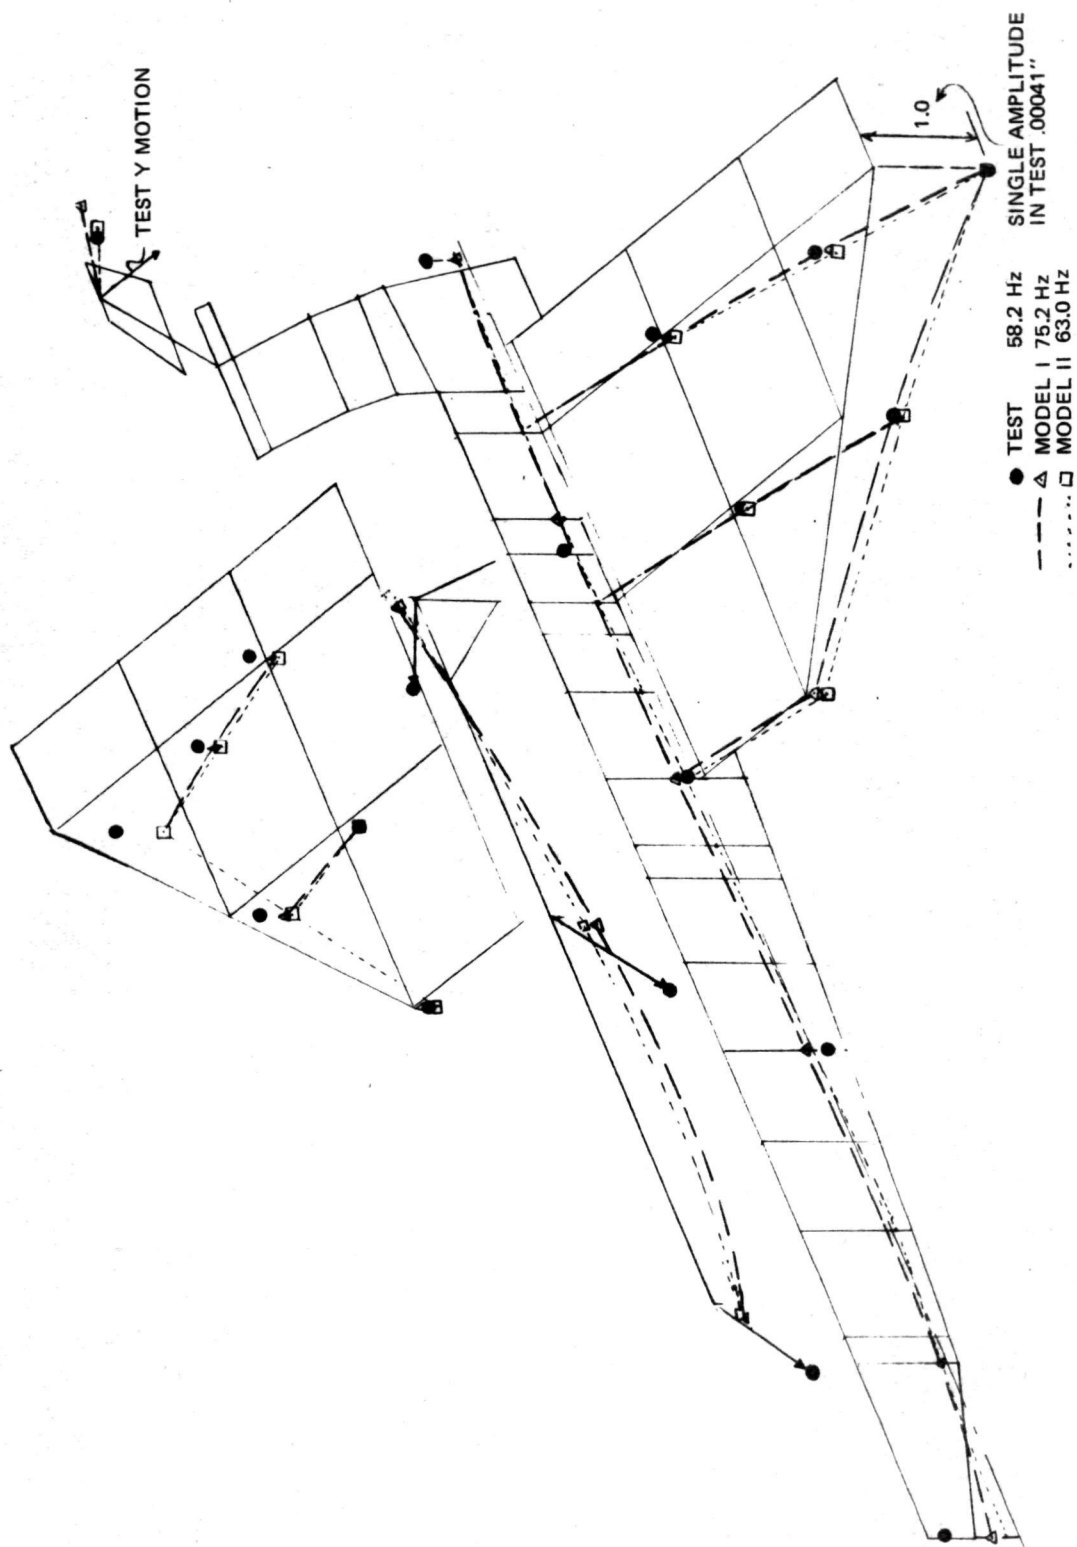 TEST Y MOTION
1.0
SINGLE AMPLITUDE
IN TEST .00041"
TEST 58.2 Hz
MODEL I 75.2 Hz
MODEL II 63.0 Hz